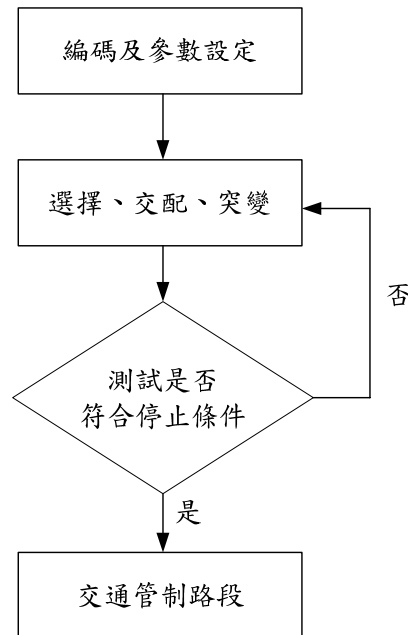 編碼及參數設定
選擇、交配、突變
否
測試是否
符合停止條件
是
交通管制路段